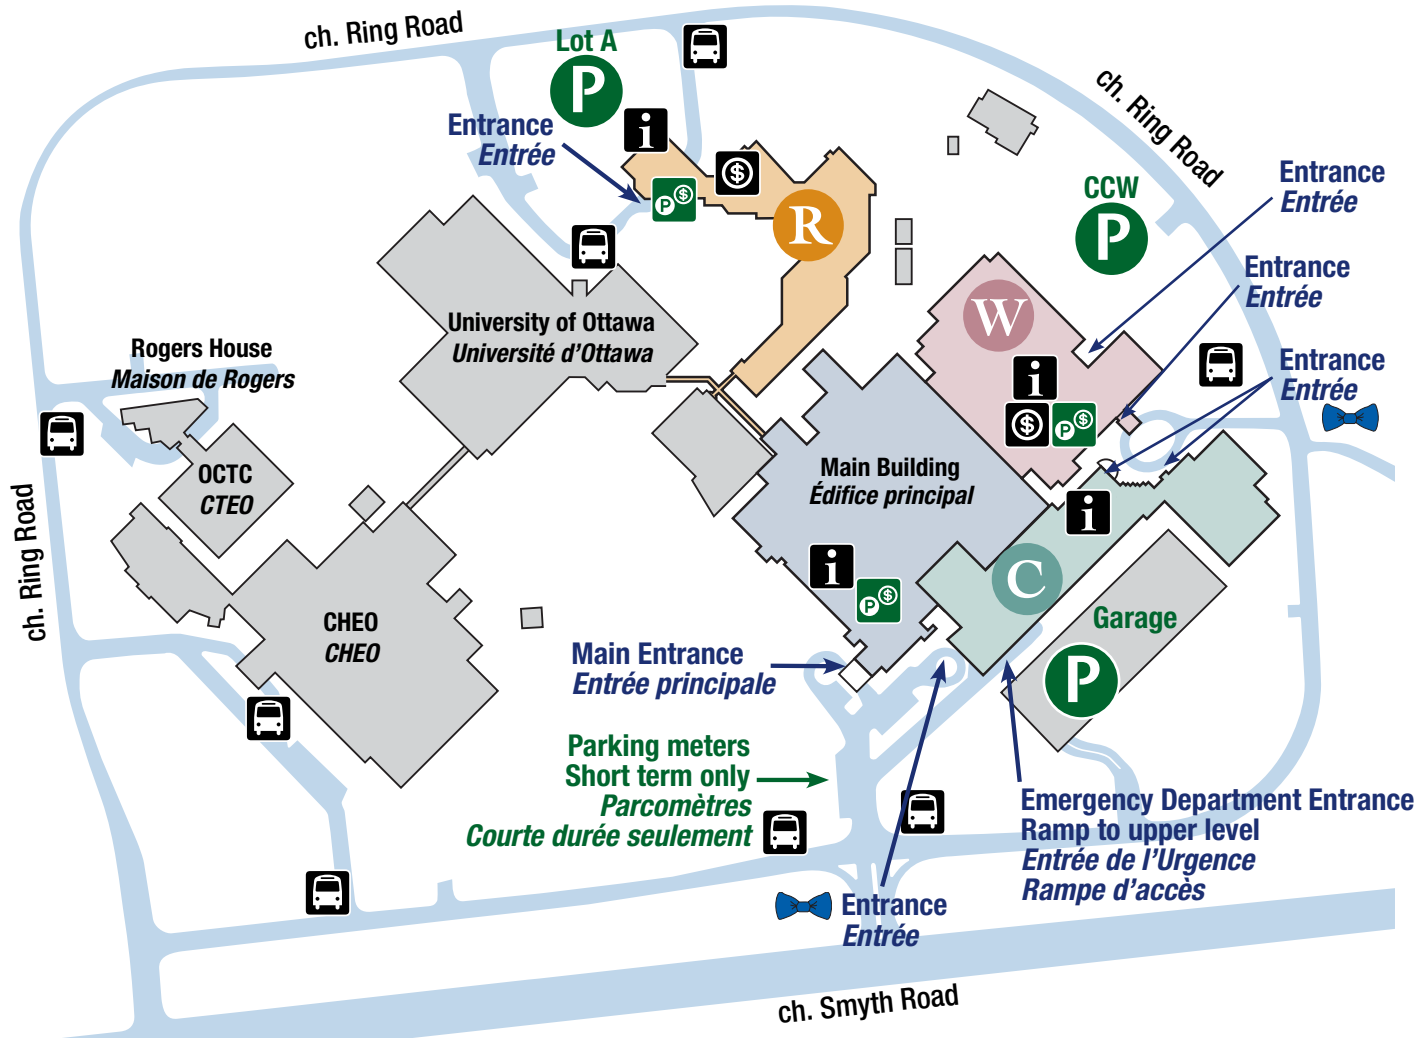 ch. Ring Road
Lot A
P
ch. Ring Road
Entrance
Entrée
i
$
P $
R
CCW
P
Entrance
Entrée
Entrance
Entrée
W
University of Ottawa
Université d'Ottawa
Rogers House
Maison de Rogers
Entrance
Entrée
i
$
P $
OCTC
CTEO
Main Building
Édifice principal
i
ch. Ring Road
i
P $
C
CHEO
CHEO
Garage
P
Main Entrance
Entrée principale
Parking meters
Short term only
Parcomètres
Courte durée seulement
Emergency Department Entrance
Ramp to upper level
Entrée de l'Urgence
Rampe d'accès
Entrance
Entrée
ch. Smyth Road